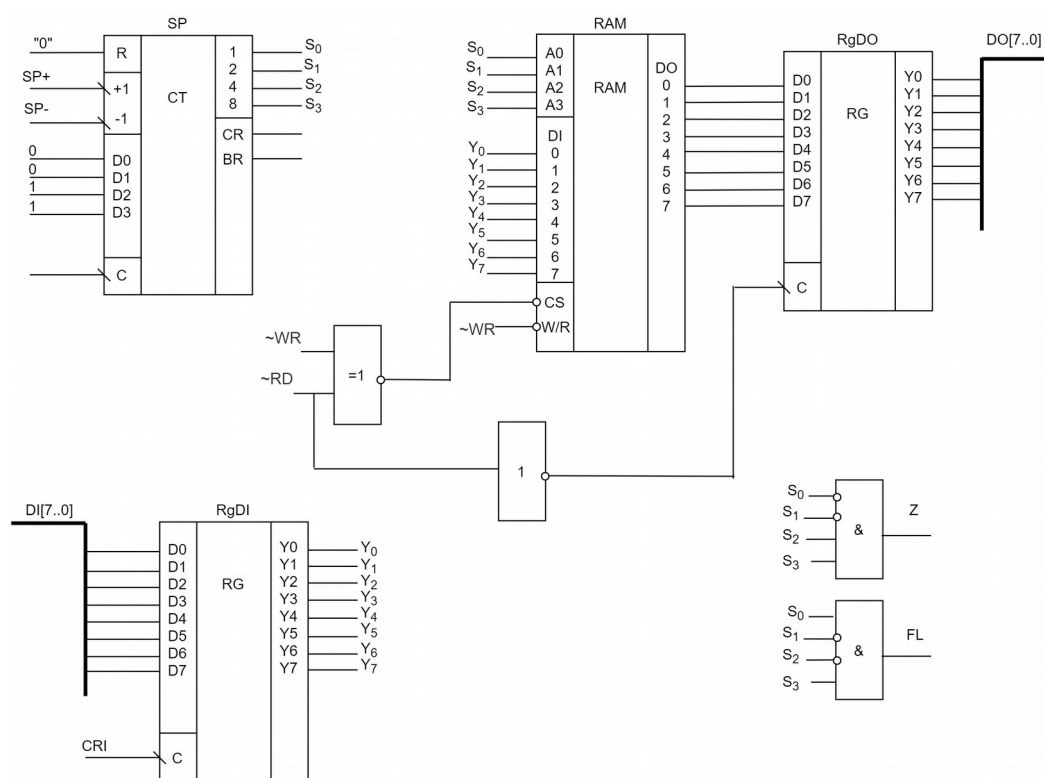 SP
"0"
R
SP+
+1
SP-
-1
CT
1
2
4
8
CR
BR
S0
S1
S2
S3
0
0
1
1
D0
D1
D2
D3
C
RAM
S0
S1
S2
S3
A0
A1
A2
A3
RAM
DI
0
1
2
3
4
5
6
7
Y0
Y1
Y2
Y3
Y4
Y5
Y6
Y7
CS
~WR
W/R
DO
0
1
2
3
4
5
6
7
RgDO
D0
D1
D2
D3
D4
D5
D6
D7
RG
C
Y0
Y1
Y2
Y3
Y4
Y5
Y6
Y7
DO[7..0]
~WR
~RD
=1
1
DI[7..0]
RgDI
D0
D1
D2
D3
D4
D5
D6
D7
RG
Y0
Y1
Y2
Y3
Y4
Y5
Y6
Y7
Y0
Y1
Y2
Y3
Y4
Y5
Y6
Y7
CRI
C
S0
S1
S2
S3
&
Z
S0
S1
S2
S3
&
FL